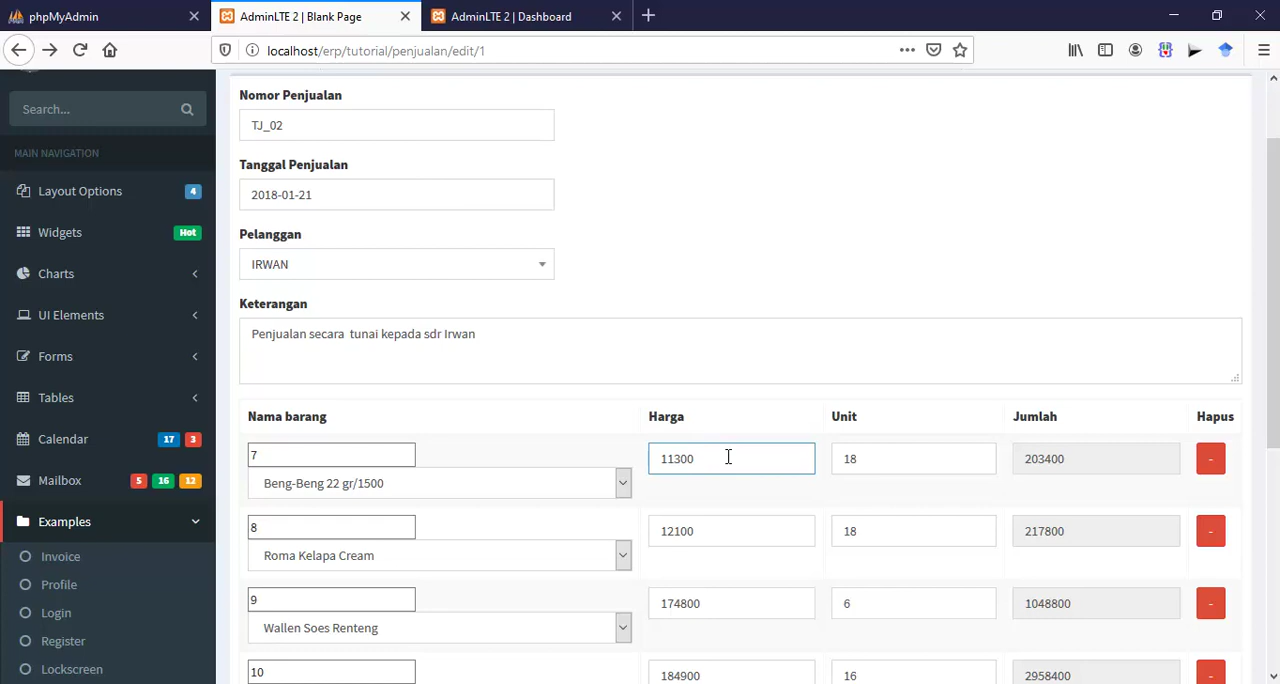 phpMyAdmin
AdminLTE 2 | Blank Page
AdminLTE 2 | Dashboard
localhost/erp/tutorial/penjualan/edit/1
Search...
MAIN NAVIGATION
Layout Options 4
Widgets Hot
Charts
UI Elements
Forms
Tables
Calendar 17 3
Mailbox 5 16 12
Examples
Invoice
Profile
Login
Register
Lockscreen
Nomor Penjualan
TJ_02
Tanggal Penjualan
2018-01-21
Pelanggan
IRWAN
Keterangan
Penjualan secara  tunai kepada sdr Irwan
Nama barang Harga Unit Jumlah Hapus
7
Beng-Beng 22 gr/1500 11300 18 203400 -
8
Roma Kelapa Cream 12100 18 217800 -
9
Wallen Soes Renteng 174800 6 1048800 -
10 184900 16 2958400 -